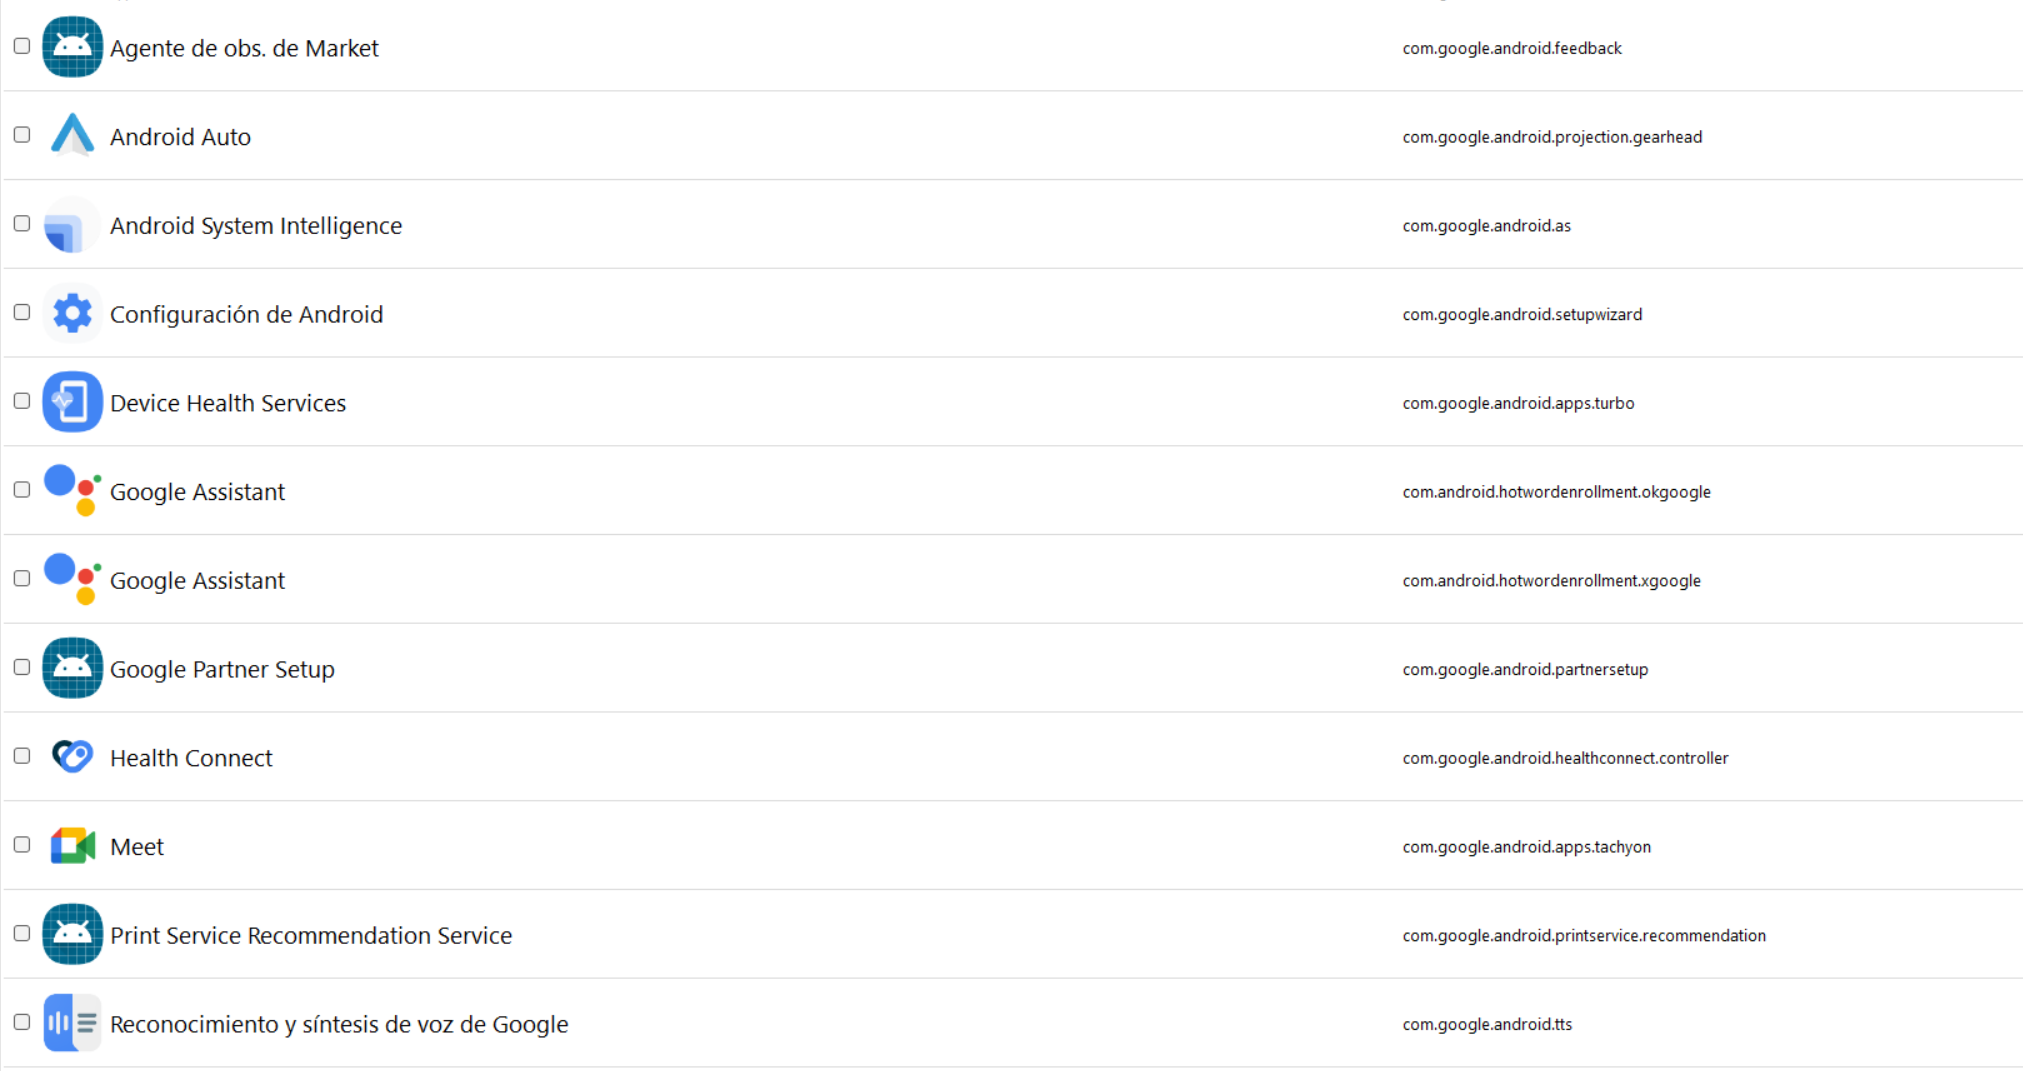 Agente de obs. de Market com.google.android.feedback
Android Auto com.google.android.projection.gearhead
Android System Intelligence com.google.android.as
Configuración de Android com.google.android.setupwizard
Device Health Services com.google.android.apps.turbo
Google Assistant com.android.hotwordenrollment.okgoogle
Google Assistant com.android.hotwordenrollment.xgoogle
Google Partner Setup com.google.android.partnersetup
Health Connect com.google.android.healthconnect.controller
Meet com.google.android.apps.tachyon
Print Service Recommendation Service com.google.android.printservice.recommendation
Reconocimiento y síntesis de voz de Google com.google.android.tts